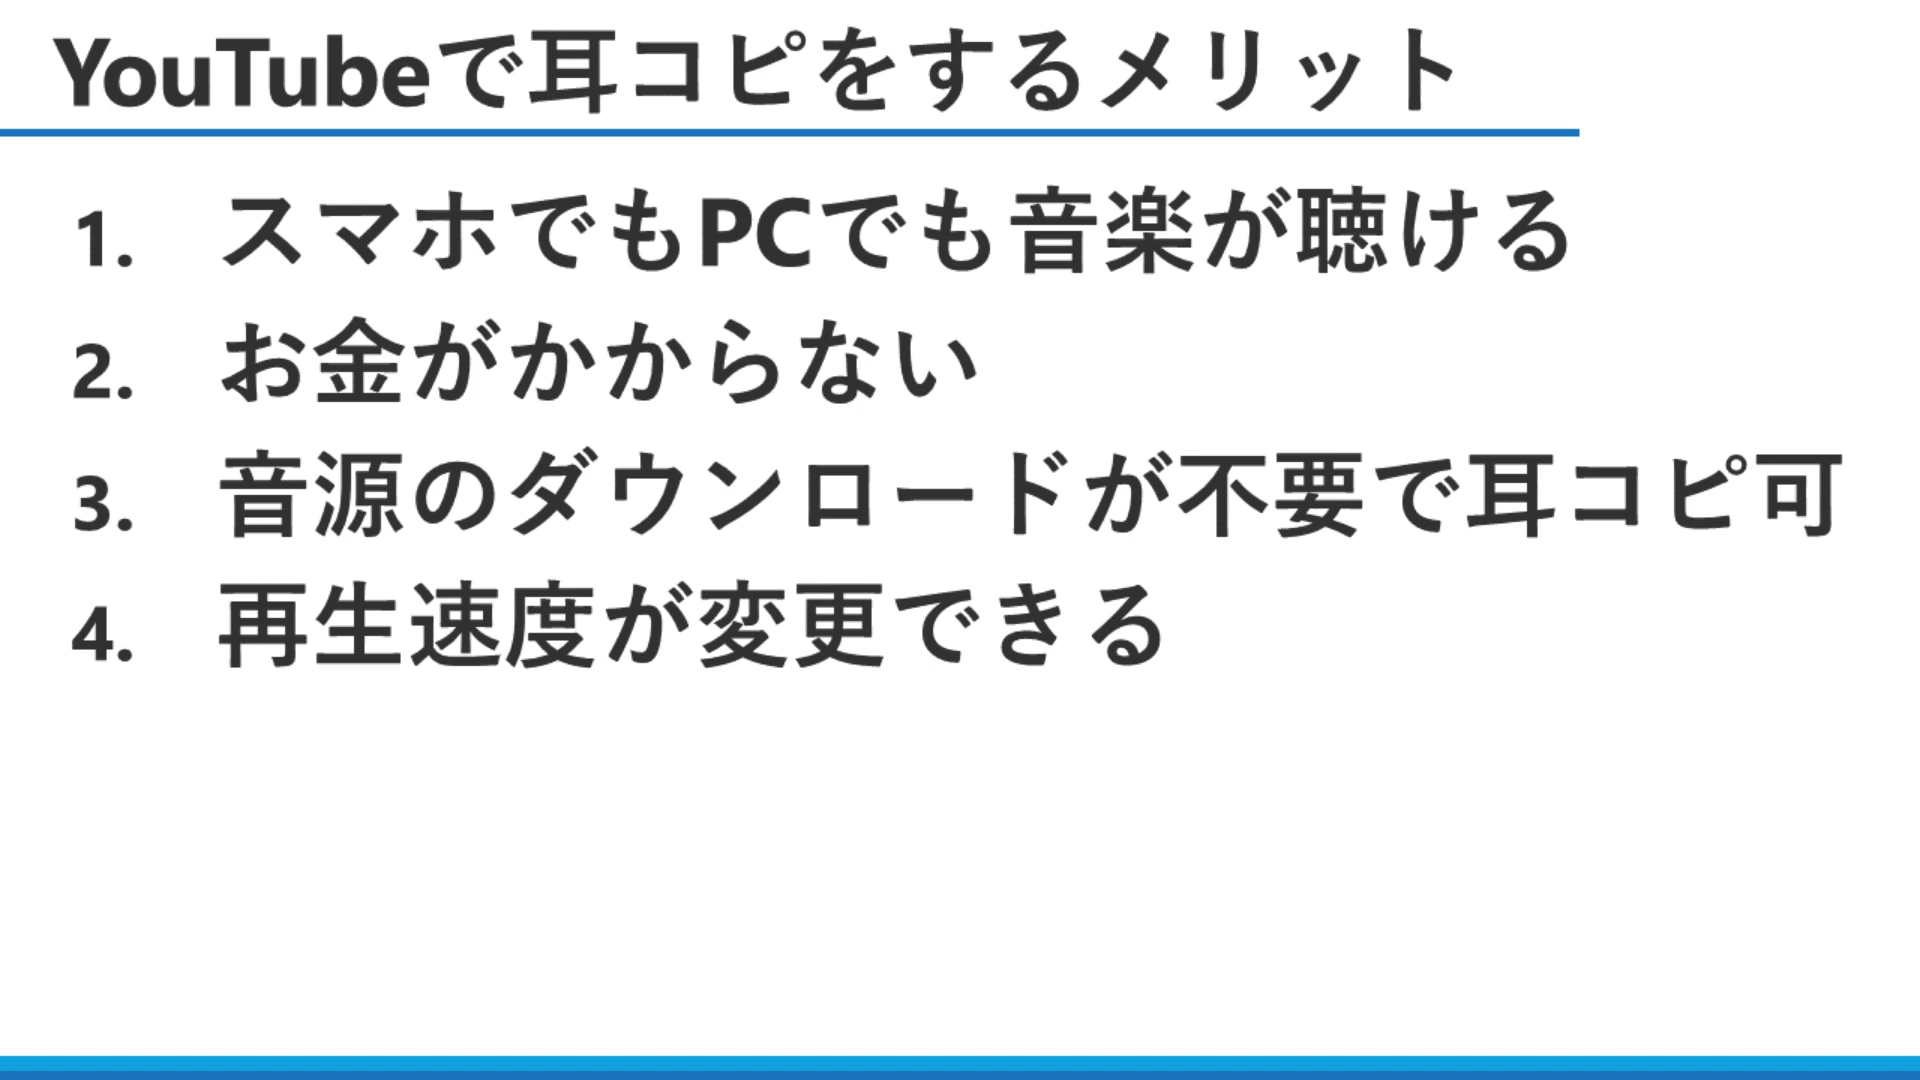 YouTubeで耳コピをするメリット
1. スマホでもPCでも音楽が聴ける
2. お金がかからない
3. 音源のダウンロードが不要で耳コピ可
4. 再生速度が変更できる